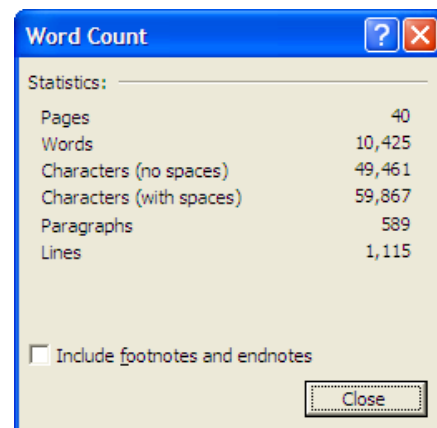 Word Count
Statistics:
Pages 40
Words 10,425
Characters (no spaces) 49,461
Characters (with spaces) 59,867
Paragraphs 589
Lines 1,115
Include footnotes and endnotes
Close